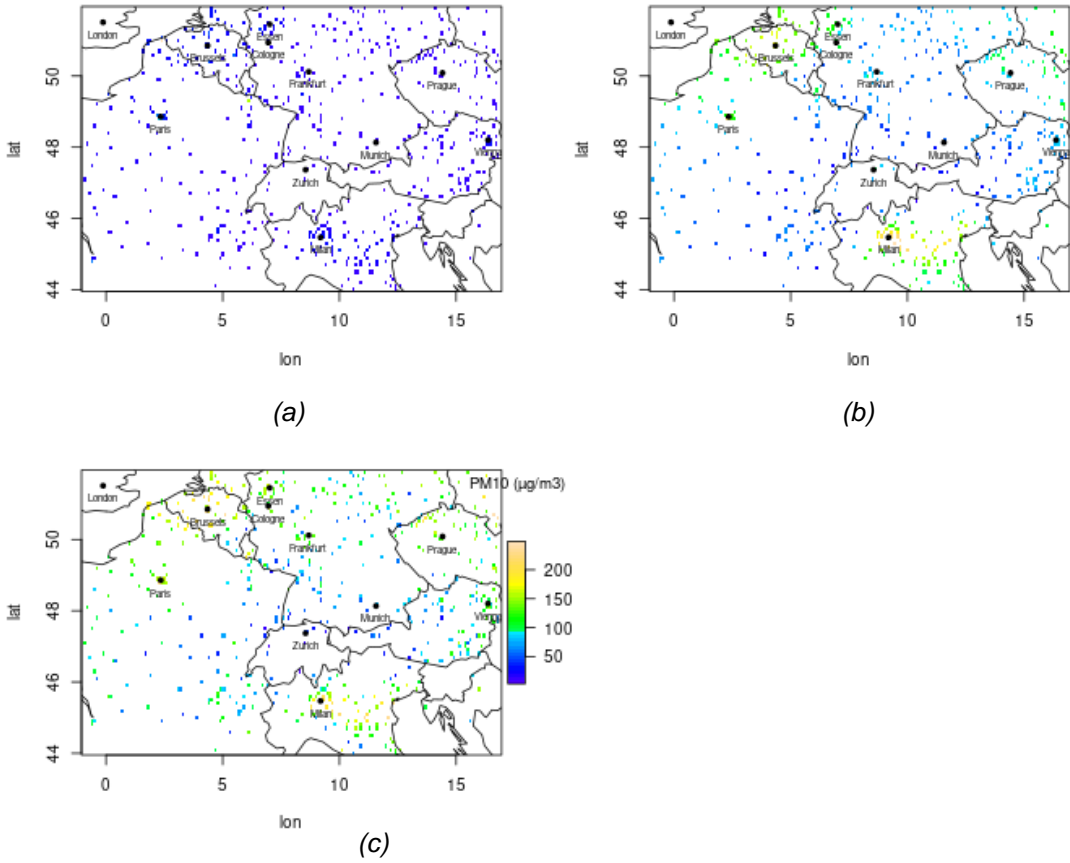 London
Essen
Cologne
Brussels
Frankfurt
Prague
Paris
Munich
Vienna
Zurich
Milan
lat
44
46
48
50
0 5 10 15
lon
(a)
London
Essen
Cologne
Brussels
Frankfurt
Prague
Paris
Munich
Vienna
Zurich
Milan
lat
44
46
48
50
0 5 10 15
lon
(b)
PM10 (µg/m3)
London
Essen
Cologne
Brussels
Frankfurt
Prague
Paris
Munich
Vienna
Zurich
Milan
200
150
100
50
lat
44
46
48
50
0 5 10 15
lon
(c)